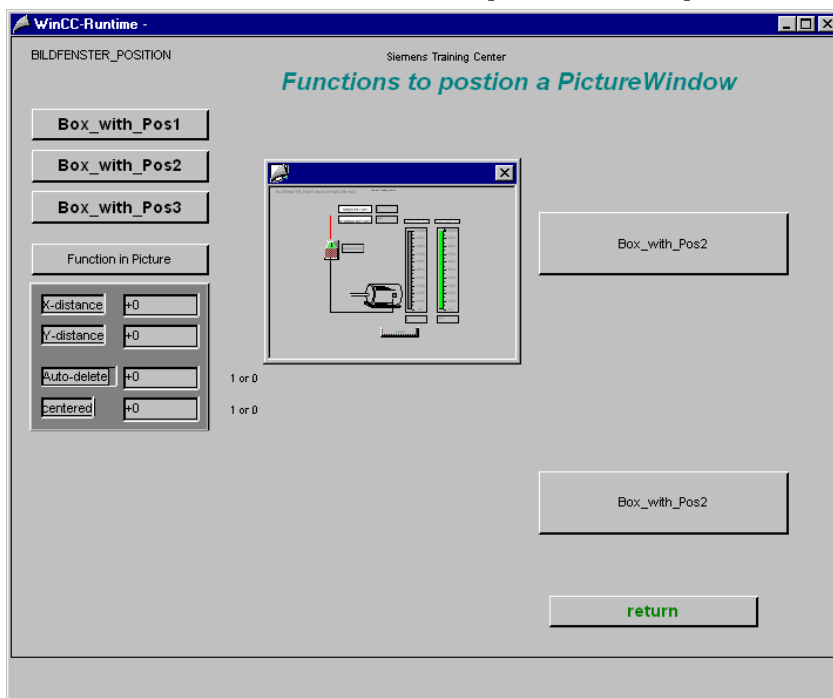 WinCC-Runtime -
BILDFENSTER_POSITION
Siemens Training Center
Functions to postion a PictureWindow
Box_with_Pos1
Box_with_Pos2
Box_with_Pos3
Function in Picture
Box_with_Pos2
X-distance +0
Y-distance +0
Auto-delete +0 1 or 0
centered +0 1 or 0
Box_with_Pos2
return